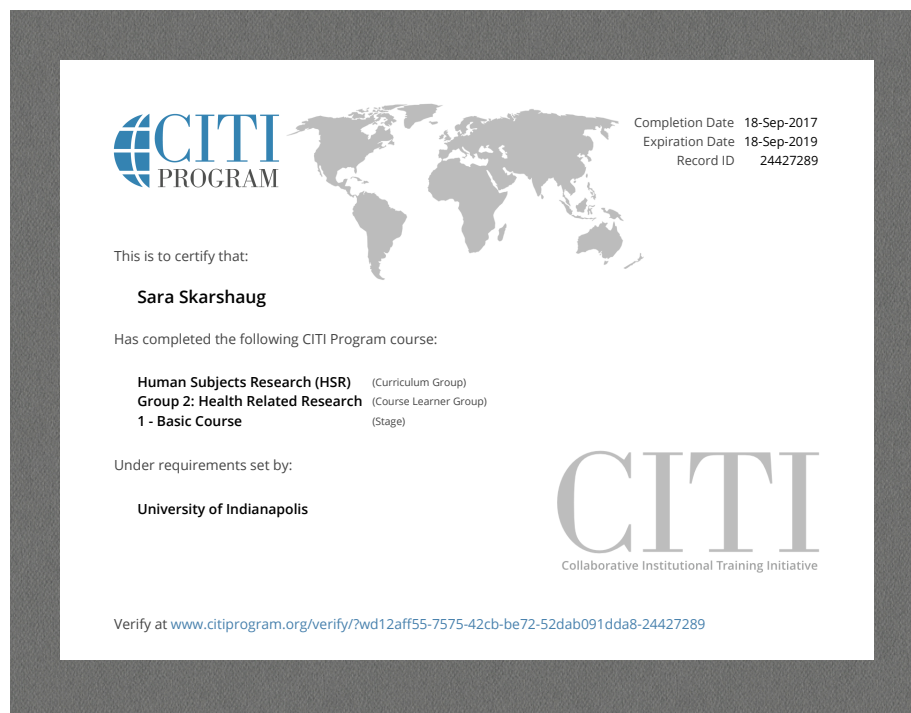 CITI
PROGRAM
Completion Date 18-Sep-2017
Expiration Date 18-Sep-2019
Record ID 24427289
This is to certify that:
Sara Skarshaug
Has completed the following CITI Program course:
Human Subjects Research (HSR) (Curriculum Group)
Group 2: Health Related Research (Course Learner Group)
1 - Basic Course (Stage)
Under requirements set by:
University of Indianapolis
CITI
Collaborative Institutional Training Initiative
Verify at www.citiprogram.org/verify/?wd12aff55-7575-42cb-be72-52dab091dda8-24427289